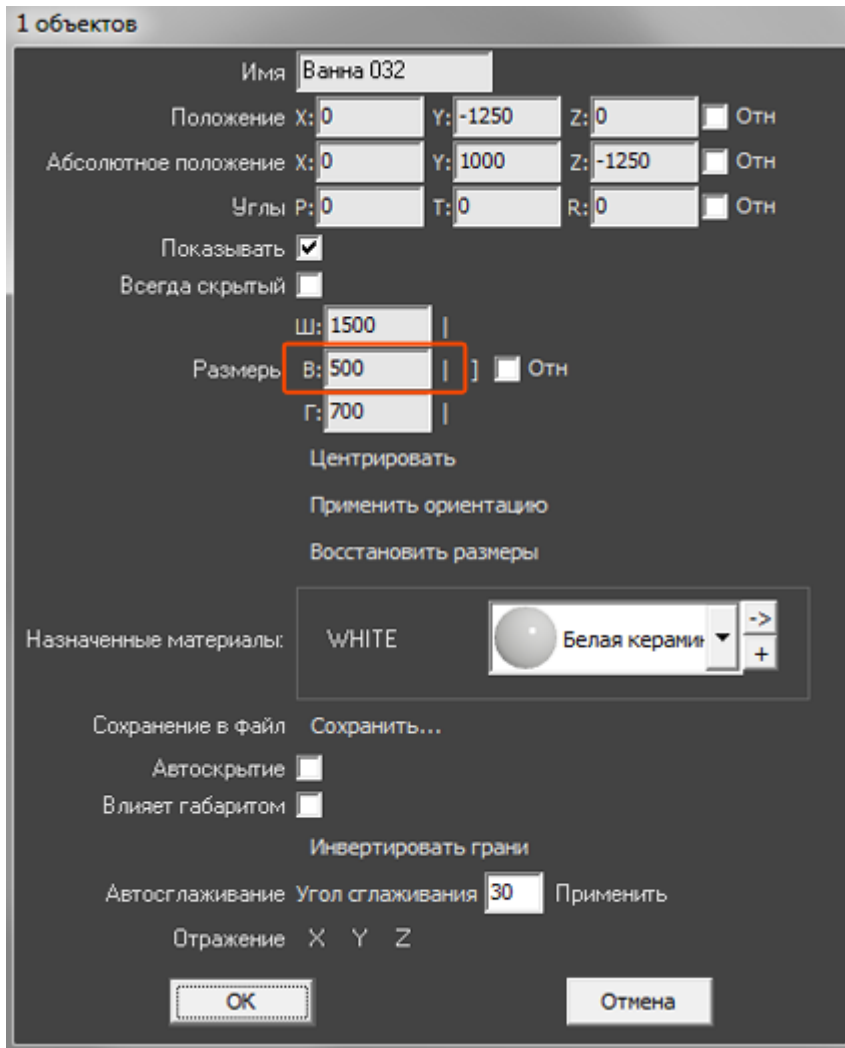 1 объектов
Имя Ванна 032
Положение X: 0 Y: -1250 Z: 0 Отн
Абсолютное положение X: 0 Y: 1000 Z: -1250 Отн
Углы P: 0 T: 0 R: 0 Отн
Показывать
Всегда скрытый
Ш: 1500 |
Размеры В: 500 | ] Отн
Г: 700 |
Центрировать
Применить ориентацию
Восстановить размеры
Назначенные материалы: WHITE Белая керамик ->
+
Сохранение в файл Сохранить...
Автоскрытие
Влияет габаритом
Инвертировать грани
Автосглаживание Угол сглаживания 30 Применить
Отражение X Y Z
OK Отмена